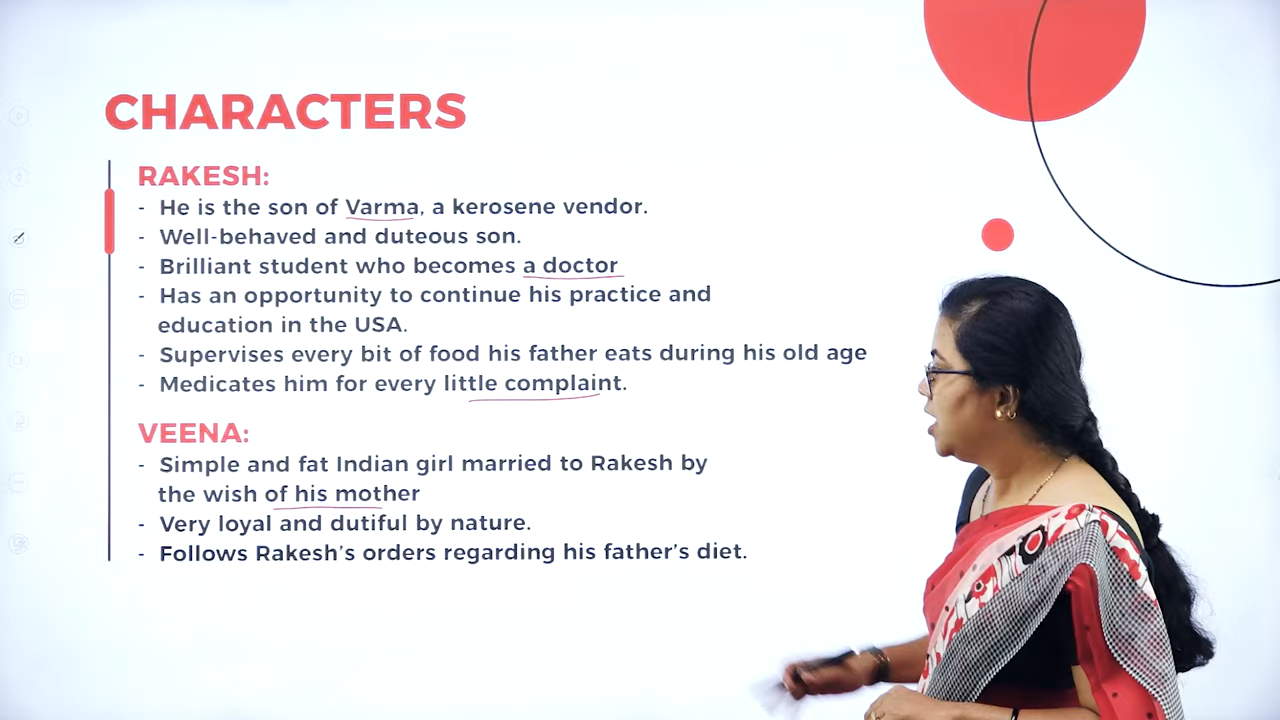 CHARACTERS
RAKESH:
- He is the son of Varma, a kerosene vendor.
- Well-behaved and duteous son.
- Brilliant student who becomes a doctor
- Has an opportunity to continue his practice and
education in the USA.
- Supervises every bit of food his father eats during his old age
- Medicates him for every little complaint.
VEENA:
- Simple and fat Indian girl married to Rakesh by
the wish of his mother
- Very loyal and dutiful by nature.
- Follows Rakesh's orders regarding his father's diet.